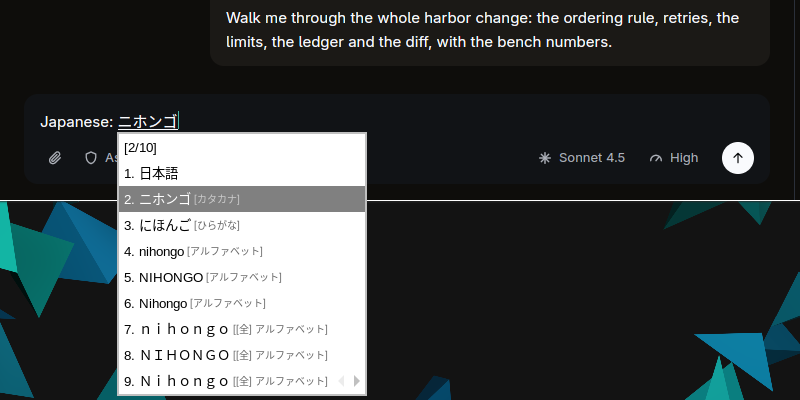 Walk me through the whole harbor change: the ordering rule, retries, the
limits, the ledger and the diff, with the bench numbers.
Japanese: ニホンゴ
[2/10]
As
Sonnet 4.5
High
1. 日本語
2. ニホンゴ [カタカナ]
3. にほんご [ひらがな]
4. nihongo [アルファベット]
5. NIHONGO [アルファベット]
6. Nihongo [アルファベット]
7. ｎｉｈｏｎｇｏ [[全] アルファベット]
8. ＮＩＨＯＮＧＯ [[全] アルファベット]
9. Ｎｉｈｏｎｇｏ [[全] アルファベット]